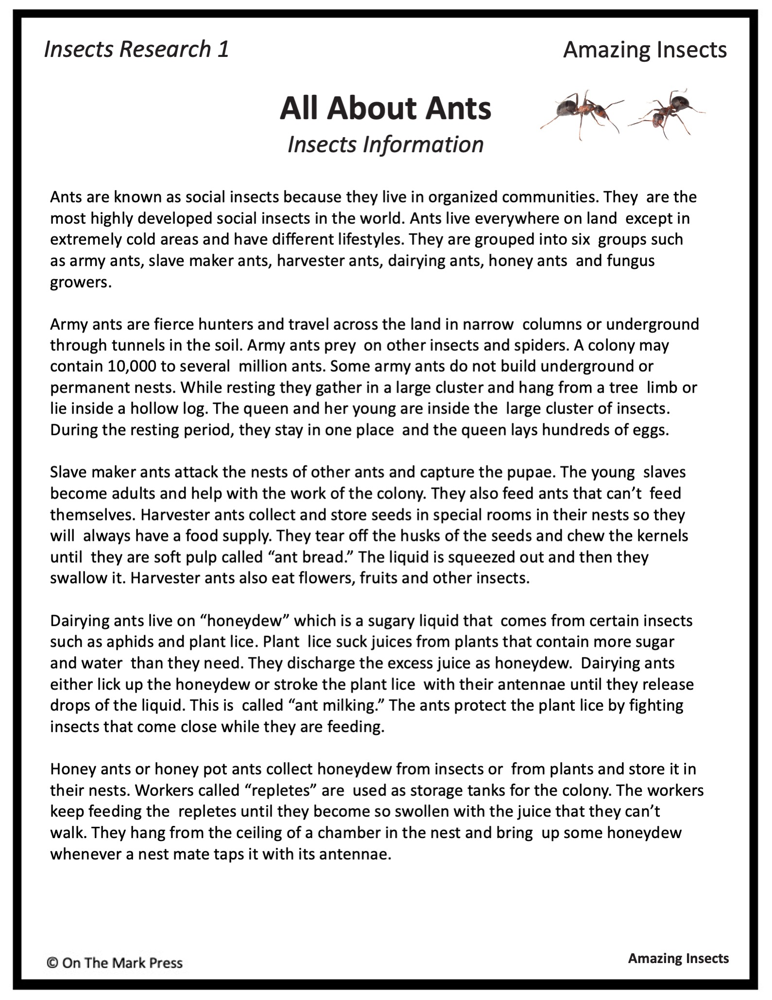 Insects Research 1
Amazing Insects
All About Ants
Insects Information
Ants are known as social insects because they live in organized communities. They are the
most highly developed social insects in the world. Ants live everywhere on land except in
extremely cold areas and have different lifestyles. They are grouped into six groups such
as army ants, slave maker ants, harvester ants, dairying ants, honey ants and fungus
growers.
Army ants are fierce hunters and travel across the land in narrow columns or underground
through tunnels in the soil. Army ants prey on other insects and spiders. A colony may
contain 10,000 to several million ants. Some army ants do not build underground or
permanent nests. While resting they gather in a large cluster and hang from a tree limb or
lie inside a hollow log. The queen and her young are inside the large cluster of insects.
During the resting period, they stay in one place and the queen lays hundreds of eggs.
Slave maker ants attack the nests of other ants and capture the pupae. The young slaves
become adults and help with the work of the colony. They also feed ants that can’t feed
themselves. Harvester ants collect and store seeds in special rooms in their nests so they
will always have a food supply. They tear off the husks of the seeds and chew the kernels
until they are soft pulp called “ant bread.” The liquid is squeezed out and then they
swallow it. Harvester ants also eat flowers, fruits and other insects.
Dairying ants live on “honeydew” which is a sugary liquid that comes from certain insects
such as aphids and plant lice. Plant lice suck juices from plants that contain more sugar
and water than they need. They discharge the excess juice as honeydew. Dairying ants
either lick up the honeydew or stroke the plant lice with their antennae until they release
drops of the liquid. This is called “ant milking.” The ants protect the plant lice by fighting
insects that come close while they are feeding.
Honey ants or honey pot ants collect honeydew from insects or from plants and store it in
their nests. Workers called “repletes” are used as storage tanks for the colony. The workers
keep feeding the repletes until they become so swollen with the juice that they can’t
walk. They hang from the ceiling of a chamber in the nest and bring up some honeydew
whenever a nest mate taps it with its antennae.
© On The Mark Press
Amazing Insects